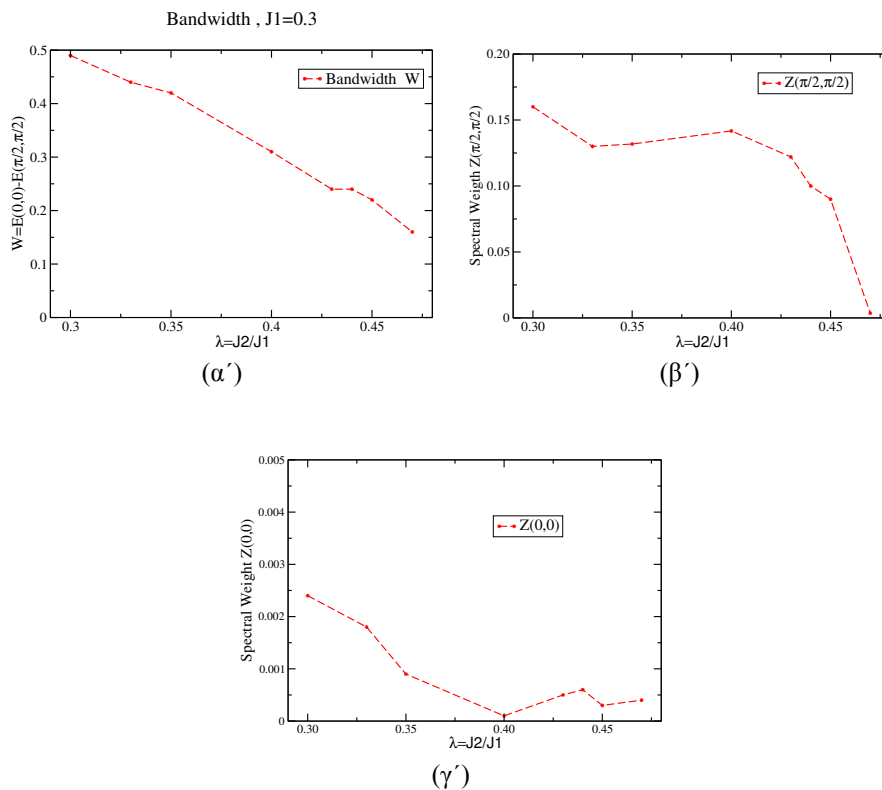 Bandwidth , J1=0.3
W=E(0,0)-E(π/2,π/2)
0.5
0.4
0.3
0.2
0.1
0
Bandwidth W
0.3
0.35
0.4
0.45
λ=J2/J1
(α΄)
Spectral Weigth Z(π/2,π/2)
0.20
0.15
0.10
0.05
0.00
Z(π/2,π/2)
0.30
0.35
0.40
0.45
λ=J2/J1
(β΄)
Spectral Weight Z(0,0)
0.005
0.004
0.003
0.002
0.001
0
Z(0,0)
0.30
0.35
0.40
0.45
λ=J2/J1
(γ΄)